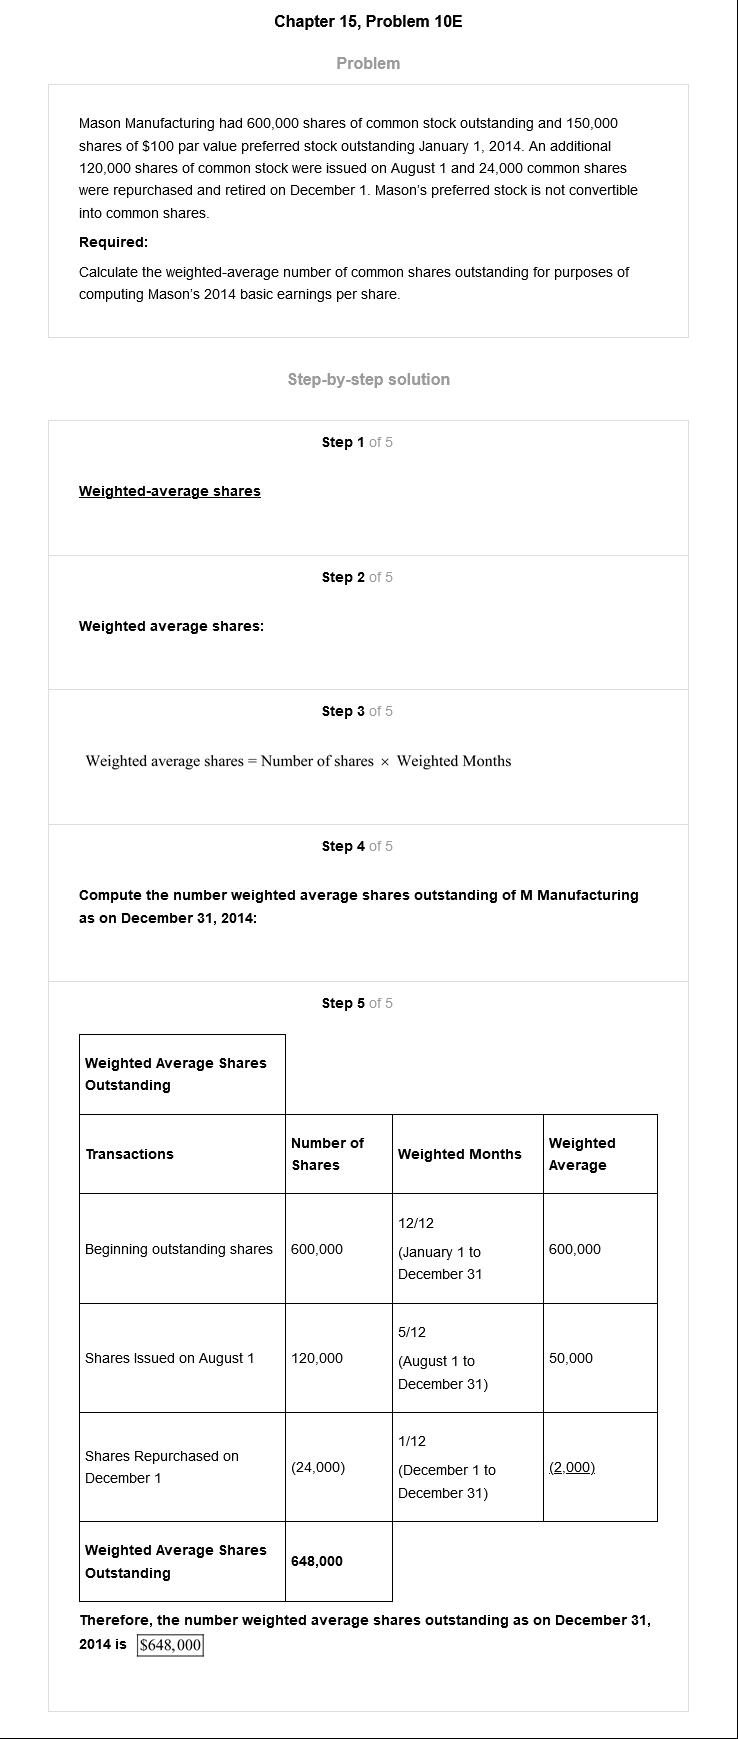 Chapter 15, Problem 10E
Problem
Mason Manufacturing had 600,000 shares of common stock outstanding and 150,000
shares of $100 par value preferred stock outstanding January 1, 2014. An additional
120,000 shares of common stock were issued on August 1 and 24,000 common shares
were repurchased and retired on December 1. Mason's preferred stock is not convertible
into common shares.
Required:
Calculate the weighted-average number of common shares outstanding for purposes of
computing Mason's 2014 basic earnings per share.
Step-by-step solution
Step 1 of 5
Weighted-average shares
Step 2 of 5
Weighted average shares:
Step 3 of 5
Weighted average shares = Number of shares × Weighted Months
Step 4 of 5
Compute the number weighted average shares outstanding of M Manufacturing
as on December 31, 2014:
Step 5 of 5
Weighted Average Shares
Outstanding
Transactions
Number of
Shares
Weighted Months
Weighted
Average
Beginning outstanding shares
600,000
12/12
(January 1 to
December 31
600,000
Shares Issued on August 1
120,000
5/12
(August 1 to
December 31)
50,000
Shares Repurchased on
December 1
(24,000)
1/12
(December 1 to
December 31)
(2,000)
Weighted Average Shares
Outstanding
648,000
Therefore, the number weighted average shares outstanding as on December 31,
2014 is $648,000